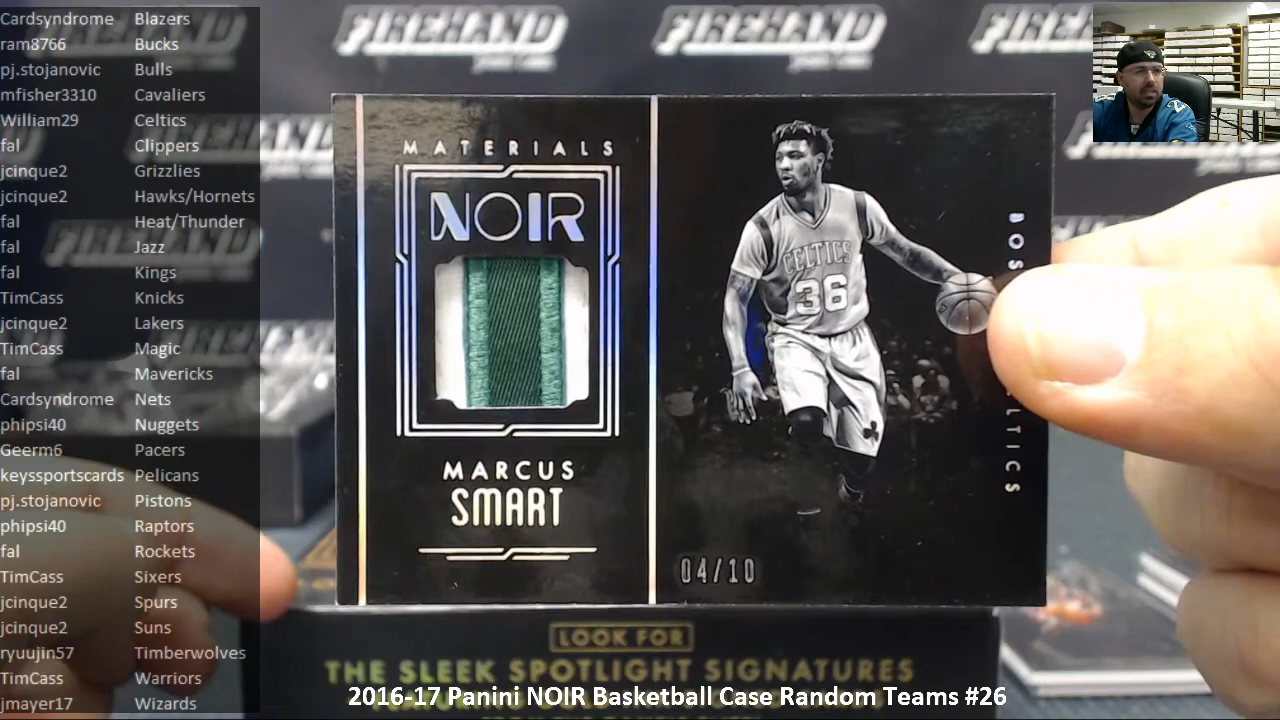 Cardsyndrome Blazers
ram8766 Bucks
pj.stojanovic Bulls
mfisher3310 Cavaliers
William29 Celtics
fal Clippers
jcinque2 Grizzlies
jcinque2 Hawks/Hornets
fal Heat/Thunder
fal Jazz
fal Kings
TimCass Knicks
jcinque2 Lakers
TimCass Magic
fal Mavericks
Cardsyndrome Nets
phipsi40 Nuggets
Geerm6 Pacers
keyssportscards Pelicans
pj.stojanovic Pistons
phipsi40 Raptors
fal Rockets
TimCass Sixers
jcinque2 Spurs
jcinque2 Suns
ryuujin57 Timberwolves
TimCass Warriors
jmayer17 Wizards
FIREHAND
FIREHAND
FIREHAND
MATERIALS
NOIR
MARCUS
SMART
CELTICS
36
04/10
LOOK FOR
THE SLEEK SPOTLIGHT SIGNATURES
2016-17 Panini NOIR Basketball Case Random Teams #26